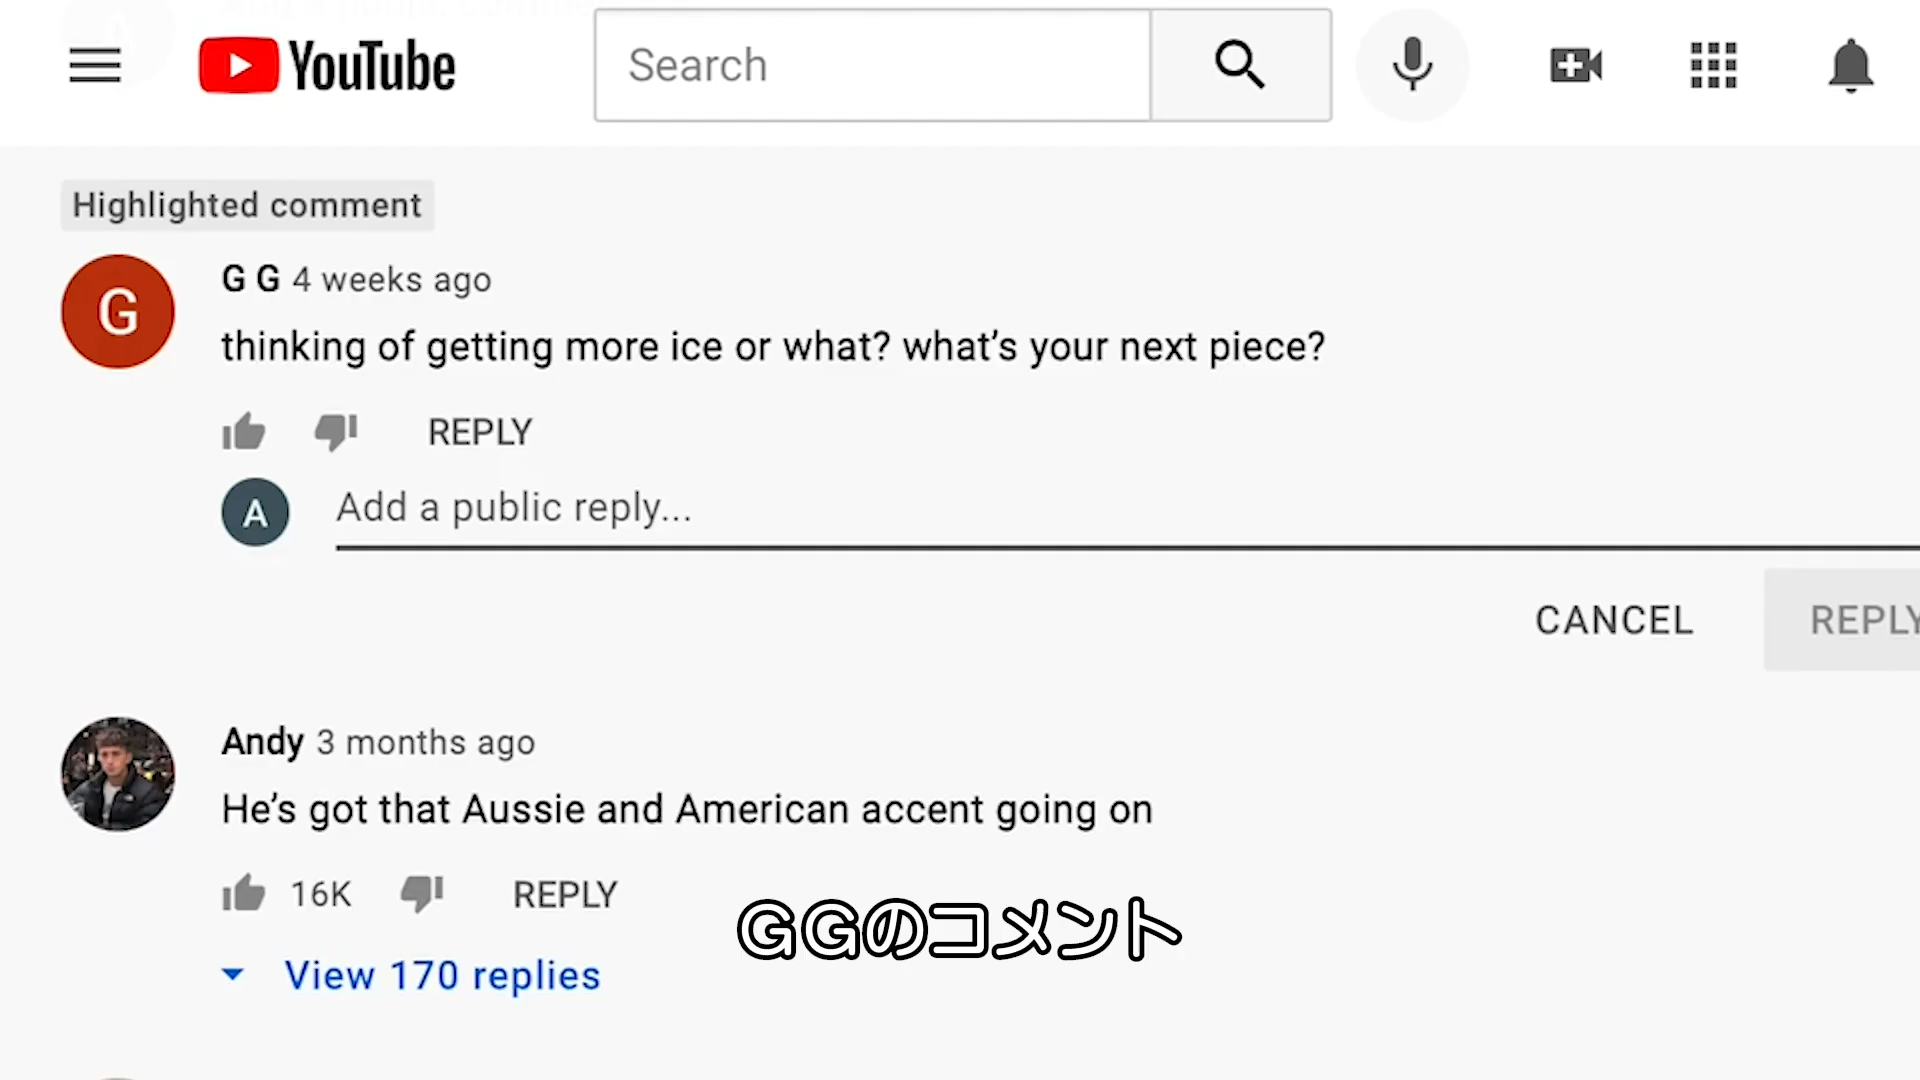 YouTube
Search
Highlighted comment
G
G G 4 weeks ago
thinking of getting more ice or what? what's your next piece?
REPLY
A
Add a public reply...
CANCEL
REPLY
Andy 3 months ago
He's got that Aussie and American accent going on
16K
REPLY
GGのコメント
View 170 replies